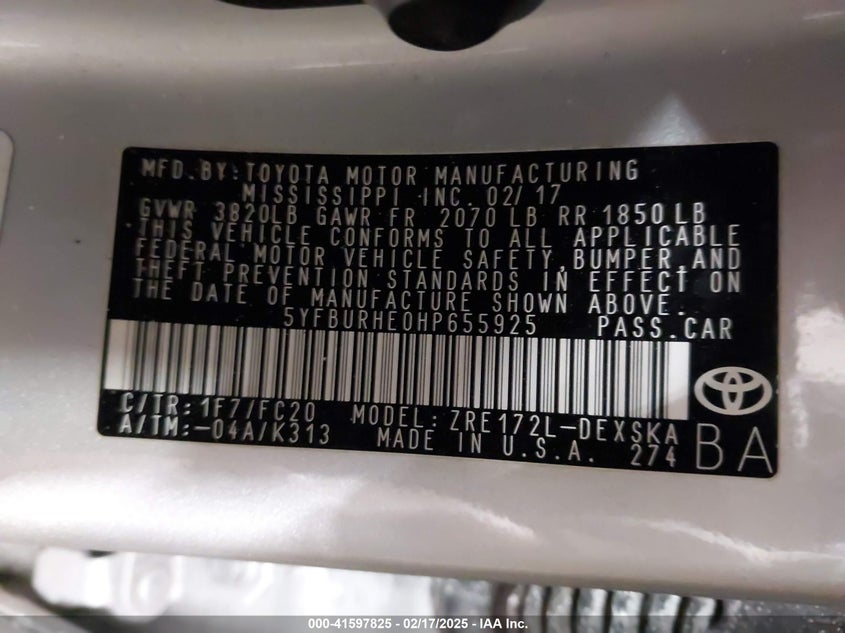 MFD. BY: TOYOTA MOTOR MANUFACTURING
MISSISSIPPI INC. 02/17
GVWR 3820LB GAWR FR 2070 LB RR 1850 LB
THIS VEHICLE CONFORMS TO ALL APPLICABLE
FEDERAL MOTOR VEHICLE SAFETY, BUMPER, AND
THEFT PREVENTION STANDARDS IN EFFECT ON
THE DATE OF MANUFACTURE SHOWN ABOVE.
5YFBURHE0HP655925 PASS. CAR
C/TR: 1F7/FC20 MODEL: ZRE172L-DEXSKA
A/TM: -04A/K313 MADE IN U.S.A. 274 BA
000-41597825 - 02/17/2025 - IAA Inc.